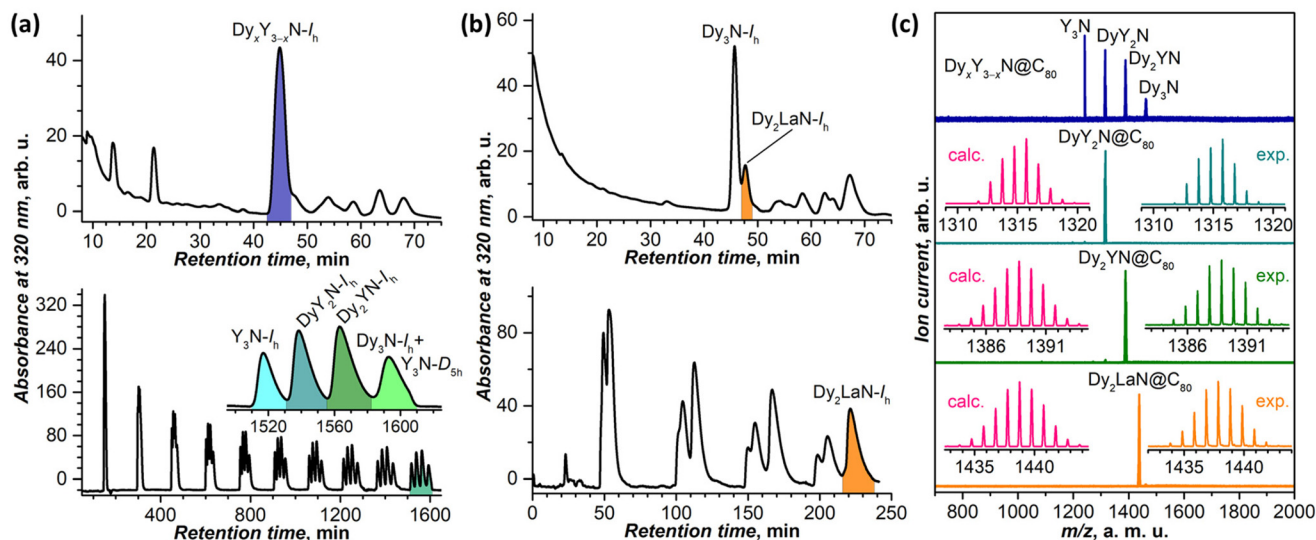 (a)
DyₓY₃₋ₓN-Iₕ
40
20
0
10 20 30 40 50 60 70
Retention time, min
Absorbance at 320 nm, arb. u.
320
240
160
80
0
Y₃N-Iₕ
DyY₂N-Iₕ
Dy₂YN-Iₕ
Dy₃N-Iₕ+
Y₃N-D₅ₕ
1520 1560 1600
400 800 1200 1600
Retention time, min
(b)
Dy₃N-Iₕ
Dy₂LaN-Iₕ
60
40
20
0
10 20 30 40 50 60 70
Retention time, min
Absorbance at 320 nm, arb. u.
80
40
0
Dy₂LaN-Iₕ
0 50 100 150 200 250
Retention time, min
(c)
Y₃N
DyY₂N
Dy₂YN
Dy₃N
DyₓY₃₋ₓN@C₈₀
DyY₂N@C₈₀
calc.
exp.
1310 1315 1320
1310 1315 1320
Dy₂YN@C₈₀
calc.
exp.
1386 1391
1386 1391
Dy₂LaN@C₈₀
calc.
exp.
1435 1440
1435 1440
Ion current, arb. u.
800 1000 1200 1400 1600 1800 2000
m/z, a. m. u.